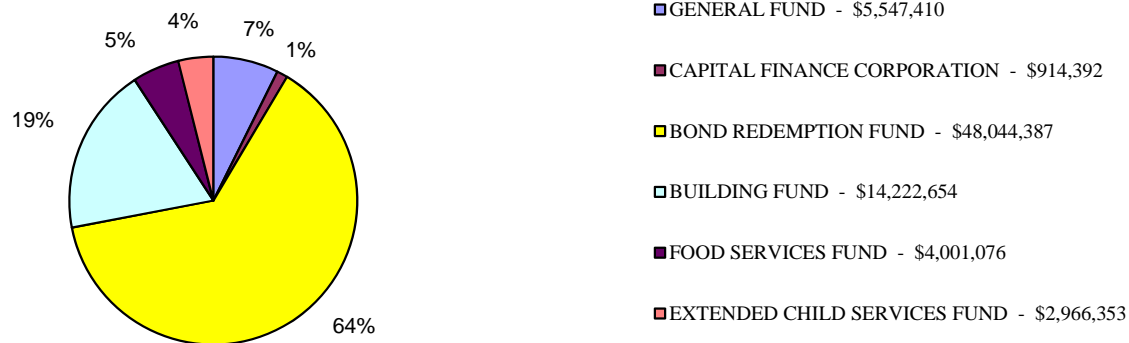 4%
7%
5%
1%
19%
64%
GENERAL FUND - $5,547,410
CAPITAL FINANCE CORPORATION - $914,392
BOND REDEMPTION FUND - $48,044,387
BUILDING FUND - $14,222,654
FOOD SERVICES FUND - $4,001,076
EXTENDED CHILD SERVICES FUND - $2,966,353